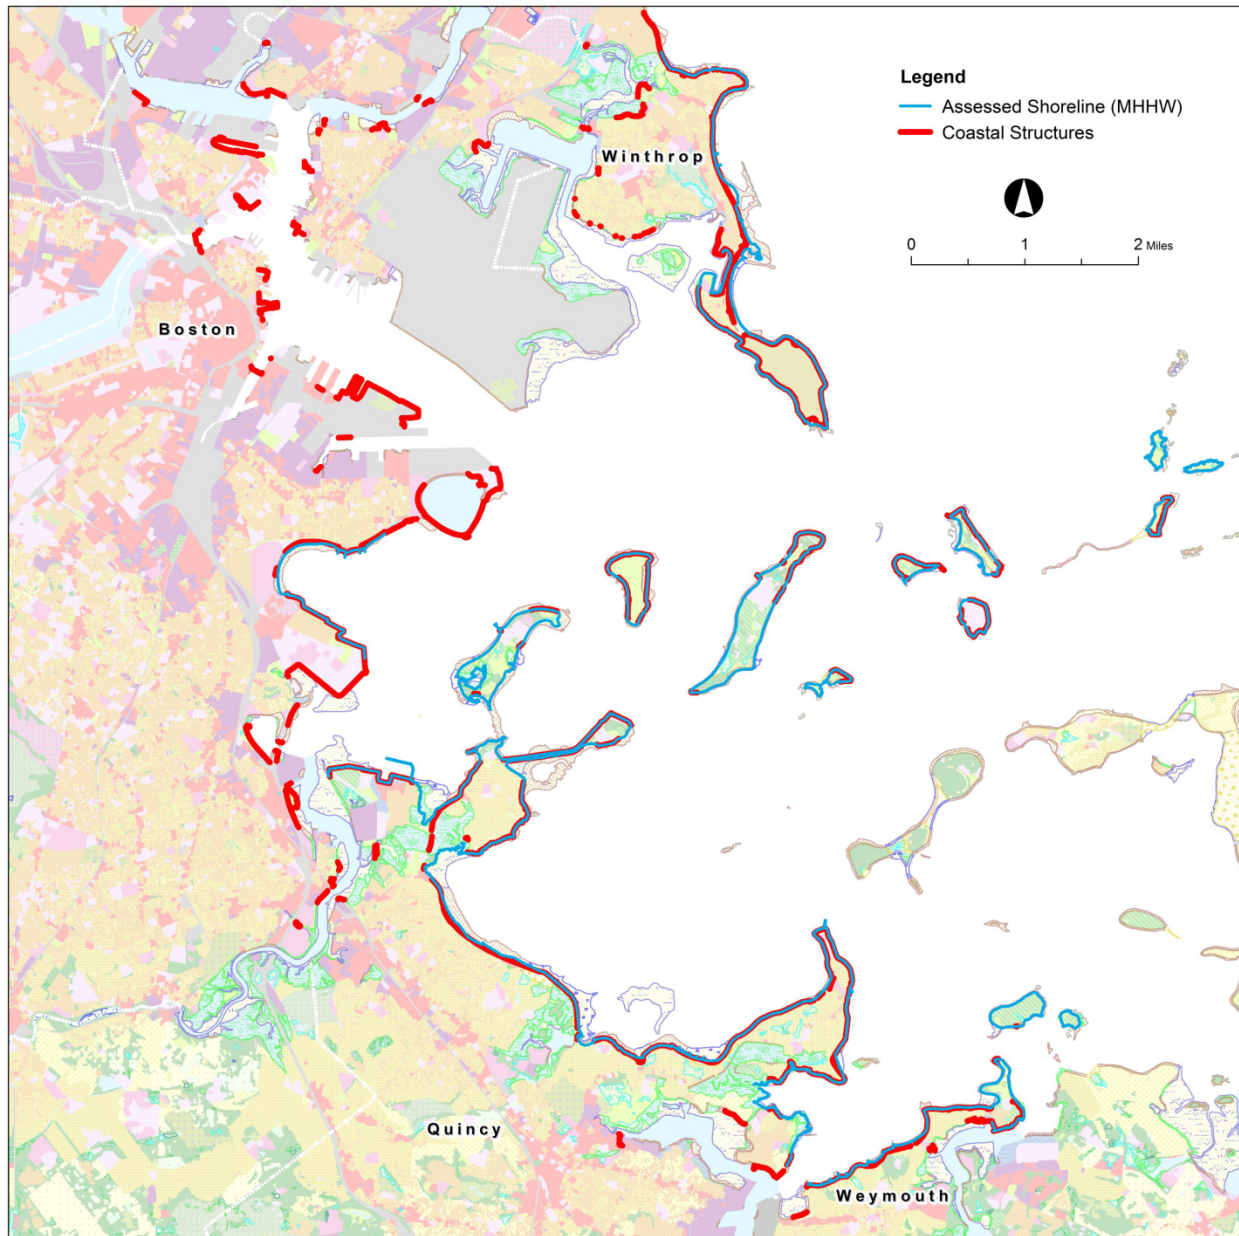 Legend
Assessed Shoreline (MHHW)
Coastal Structures
Winthrop
0 1 2 Miles
Boston
Quincy
Weymouth